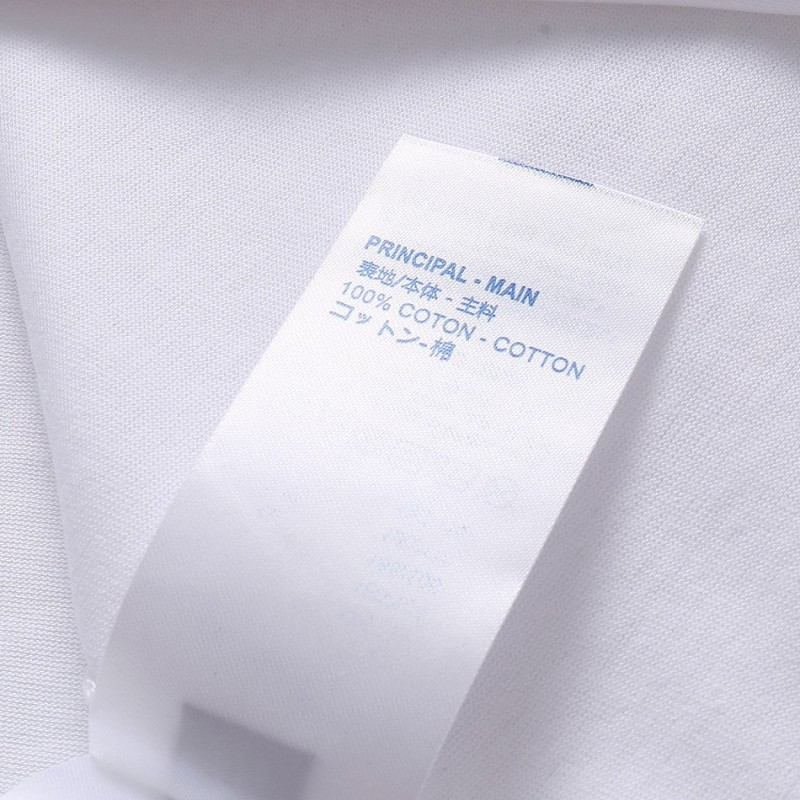 PRINCIPAL - MAIN
表地/本体 - 主料
100% COTON - COTTON
コットン-棉